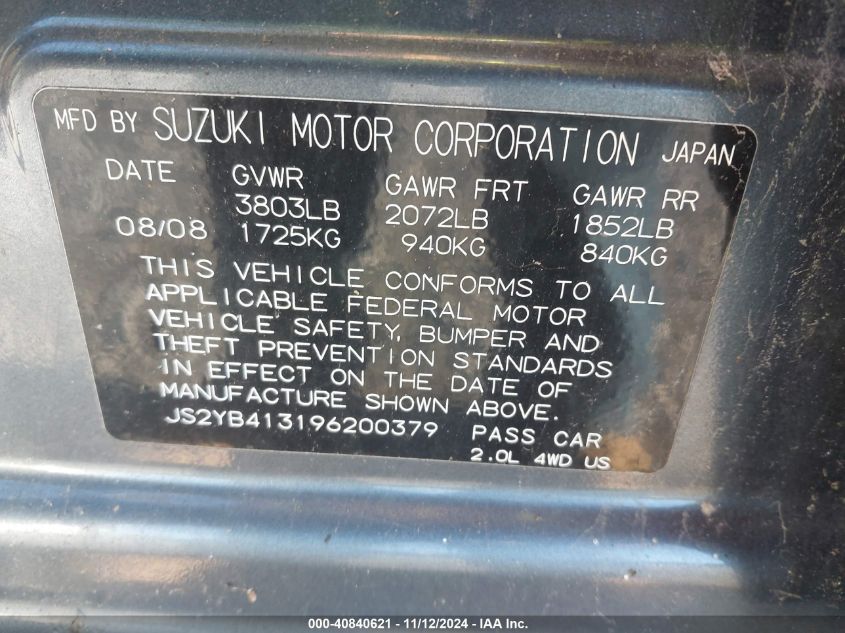 MFD BY SUZUKI MOTOR CORPORATION JAPAN
DATE GVWR GAWR FRT GAWR RR
3803LB 2072LB 1852LB
08/08 1725KG 940KG 840KG
THIS VEHICLE CONFORMS TO ALL
APPLICABLE FEDERAL MOTOR
VEHICLE SAFETY, BUMPER AND
THEFT PREVENTION STANDARDS
IN EFFECT ON THE DATE OF
MANUFACTURE SHOWN ABOVE.
JS2YB413196200379 PASS CAR
2.0L 4WD US
000-40840621 - 11/12/2024 - IAA Inc.